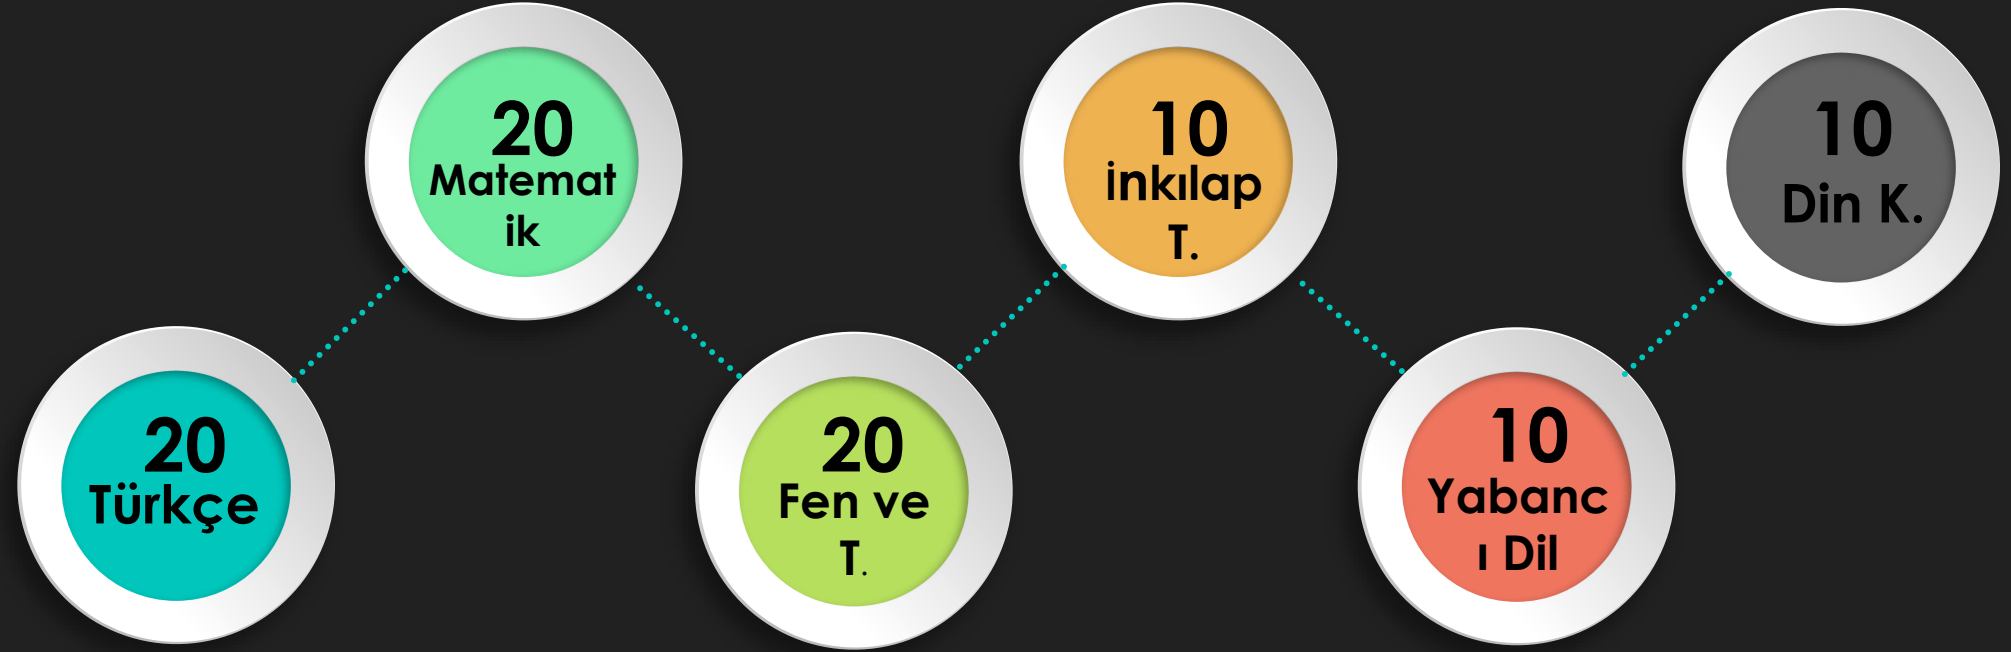 20
Türkçe
20
Matemat
ik
20
Fen ve
T.
10
İnkılap
T.
10
Yabanc
ı Dil
10
Din K.